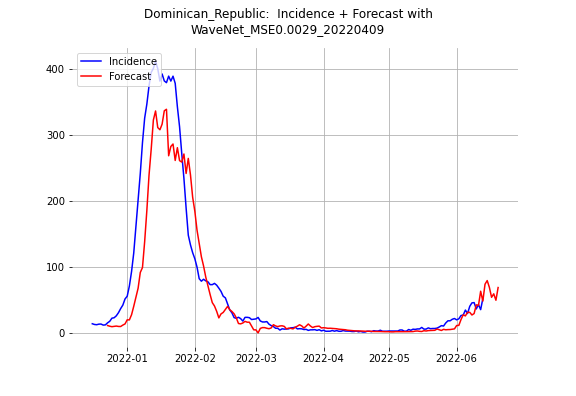 Dominican_Republic:  Incidence + Forecast with
WaveNet_MSE0.0029_20220409
Incidence
Forecast
400
300
200
100
0
2022-01
2022-02
2022-03
2022-04
2022-05
2022-06